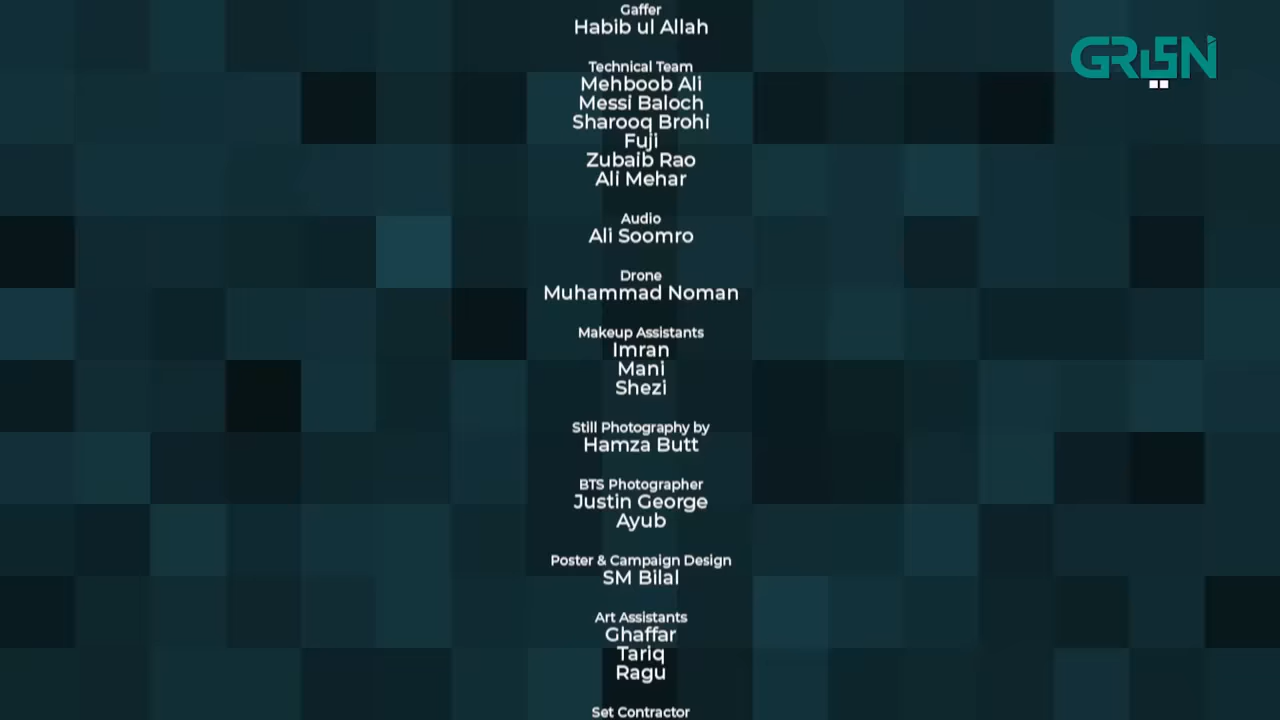 Gaffer
Habib ul Allah
GREEN
Technical Team
Mehboob Ali
Messi Baloch
Sharooq Brohi
Fuji
Zubaib Rao
Ali Mehar
Audio
Ali Soomro
Drone
Muhammad Noman
Makeup Assistants
Imran
Mani
Shezi
Still Photography by
Hamza Butt
BTS Photographer
Justin George
Ayub
Poster & Campaign Design
SM Bilal
Art Assistants
Ghaffar
Tariq
Ragu
Set Contractor